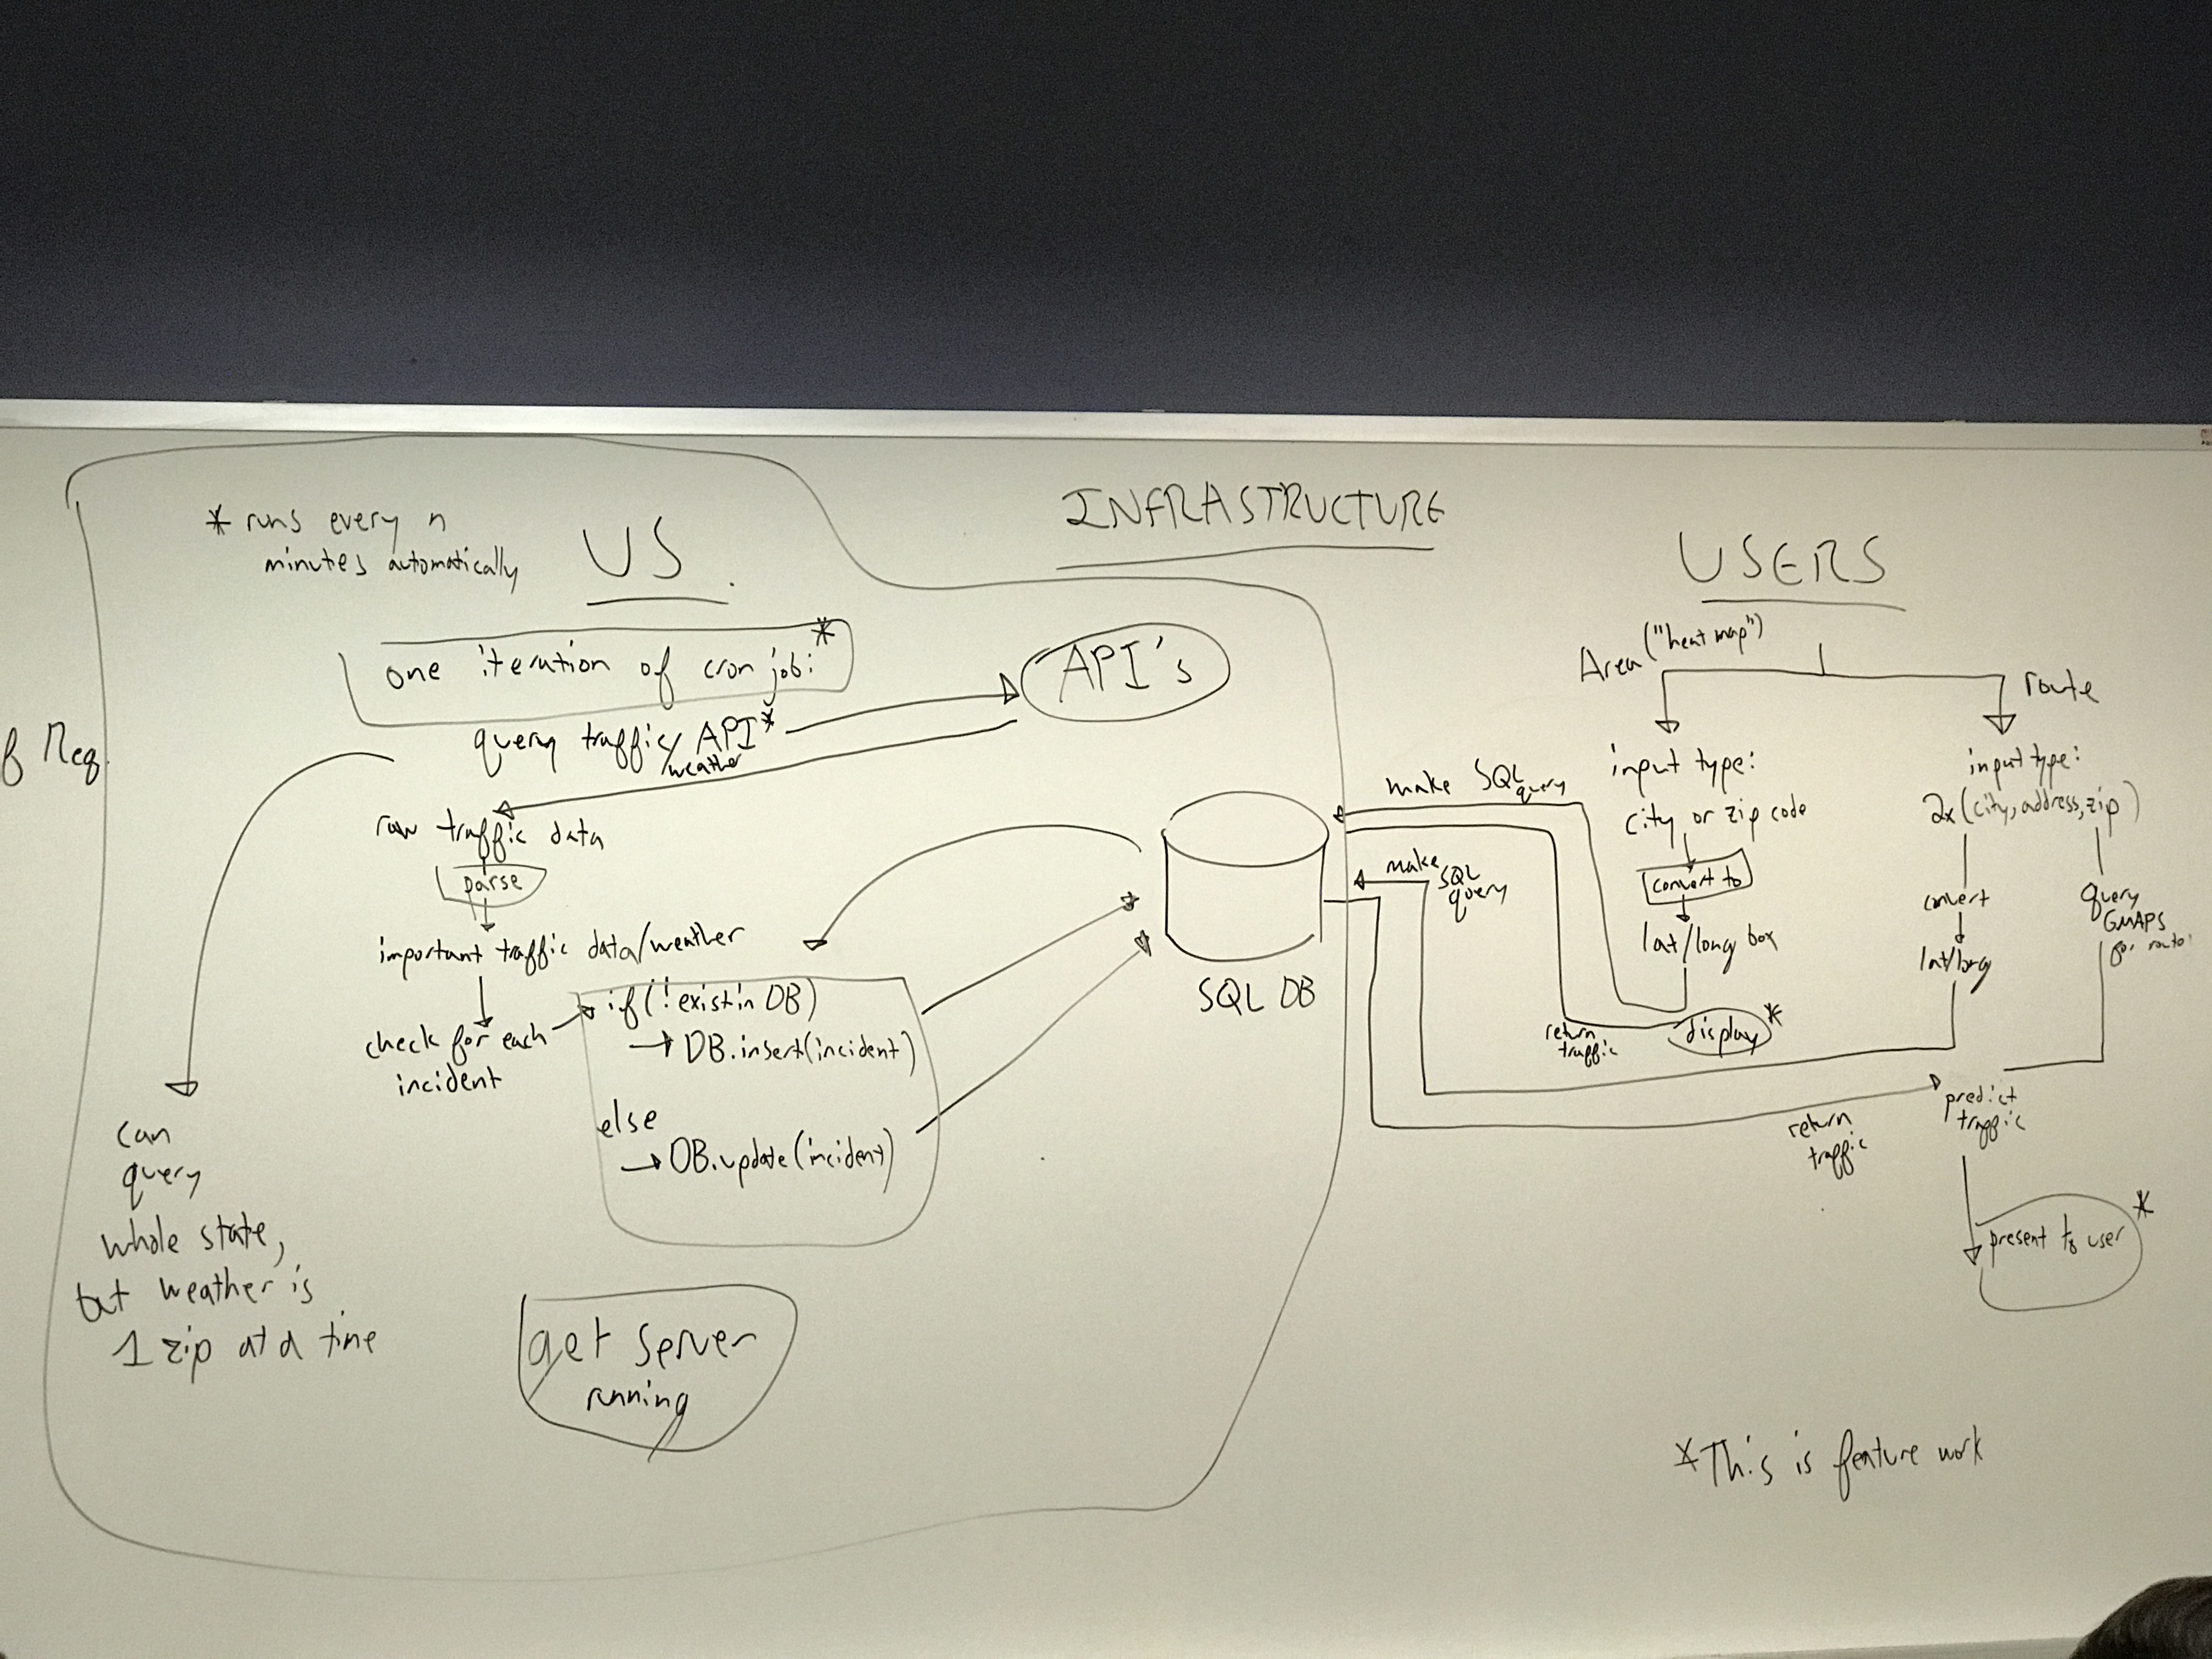 INFRASTRUCTURE
* runs every n
minutes automatically
US
one iteration of cron job: *
query traffic/ API *
weather
API's
raw traffic data
parse
important traffic data/weather
check for each
incident
if(!exist in DB)
→ DB.insert(incident)
else
→ DB.update(incident)
can
query
whole state,
but weather is
1 zip at a time
get server
running
Req.
SQL DB
USERS
Area ("heat map")
input type:
city or zip code
convert to
lat/long box
display *
make SQL
query
return
traffic
route
input type:
2x(city, address, zip)
convert
lat/long
query
GMAPS
for route
make
SQL
query
return
traffic
predict
traffic
present to user *
*This is feature work